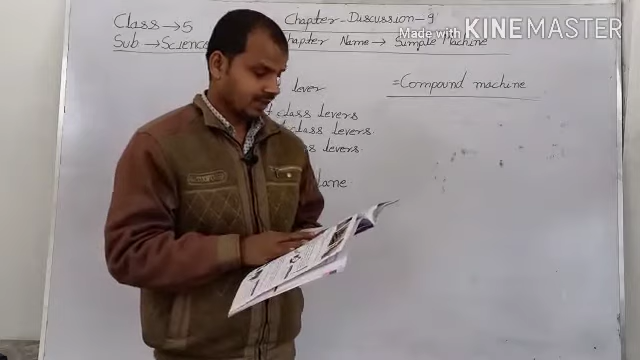 Class → 5 Chapter-Discussion-9
Made with KINEMASTER
Sub → Science Chapter Name → Simple Machine
lever =Compound machine
class levers
class levers.
levers.
lane